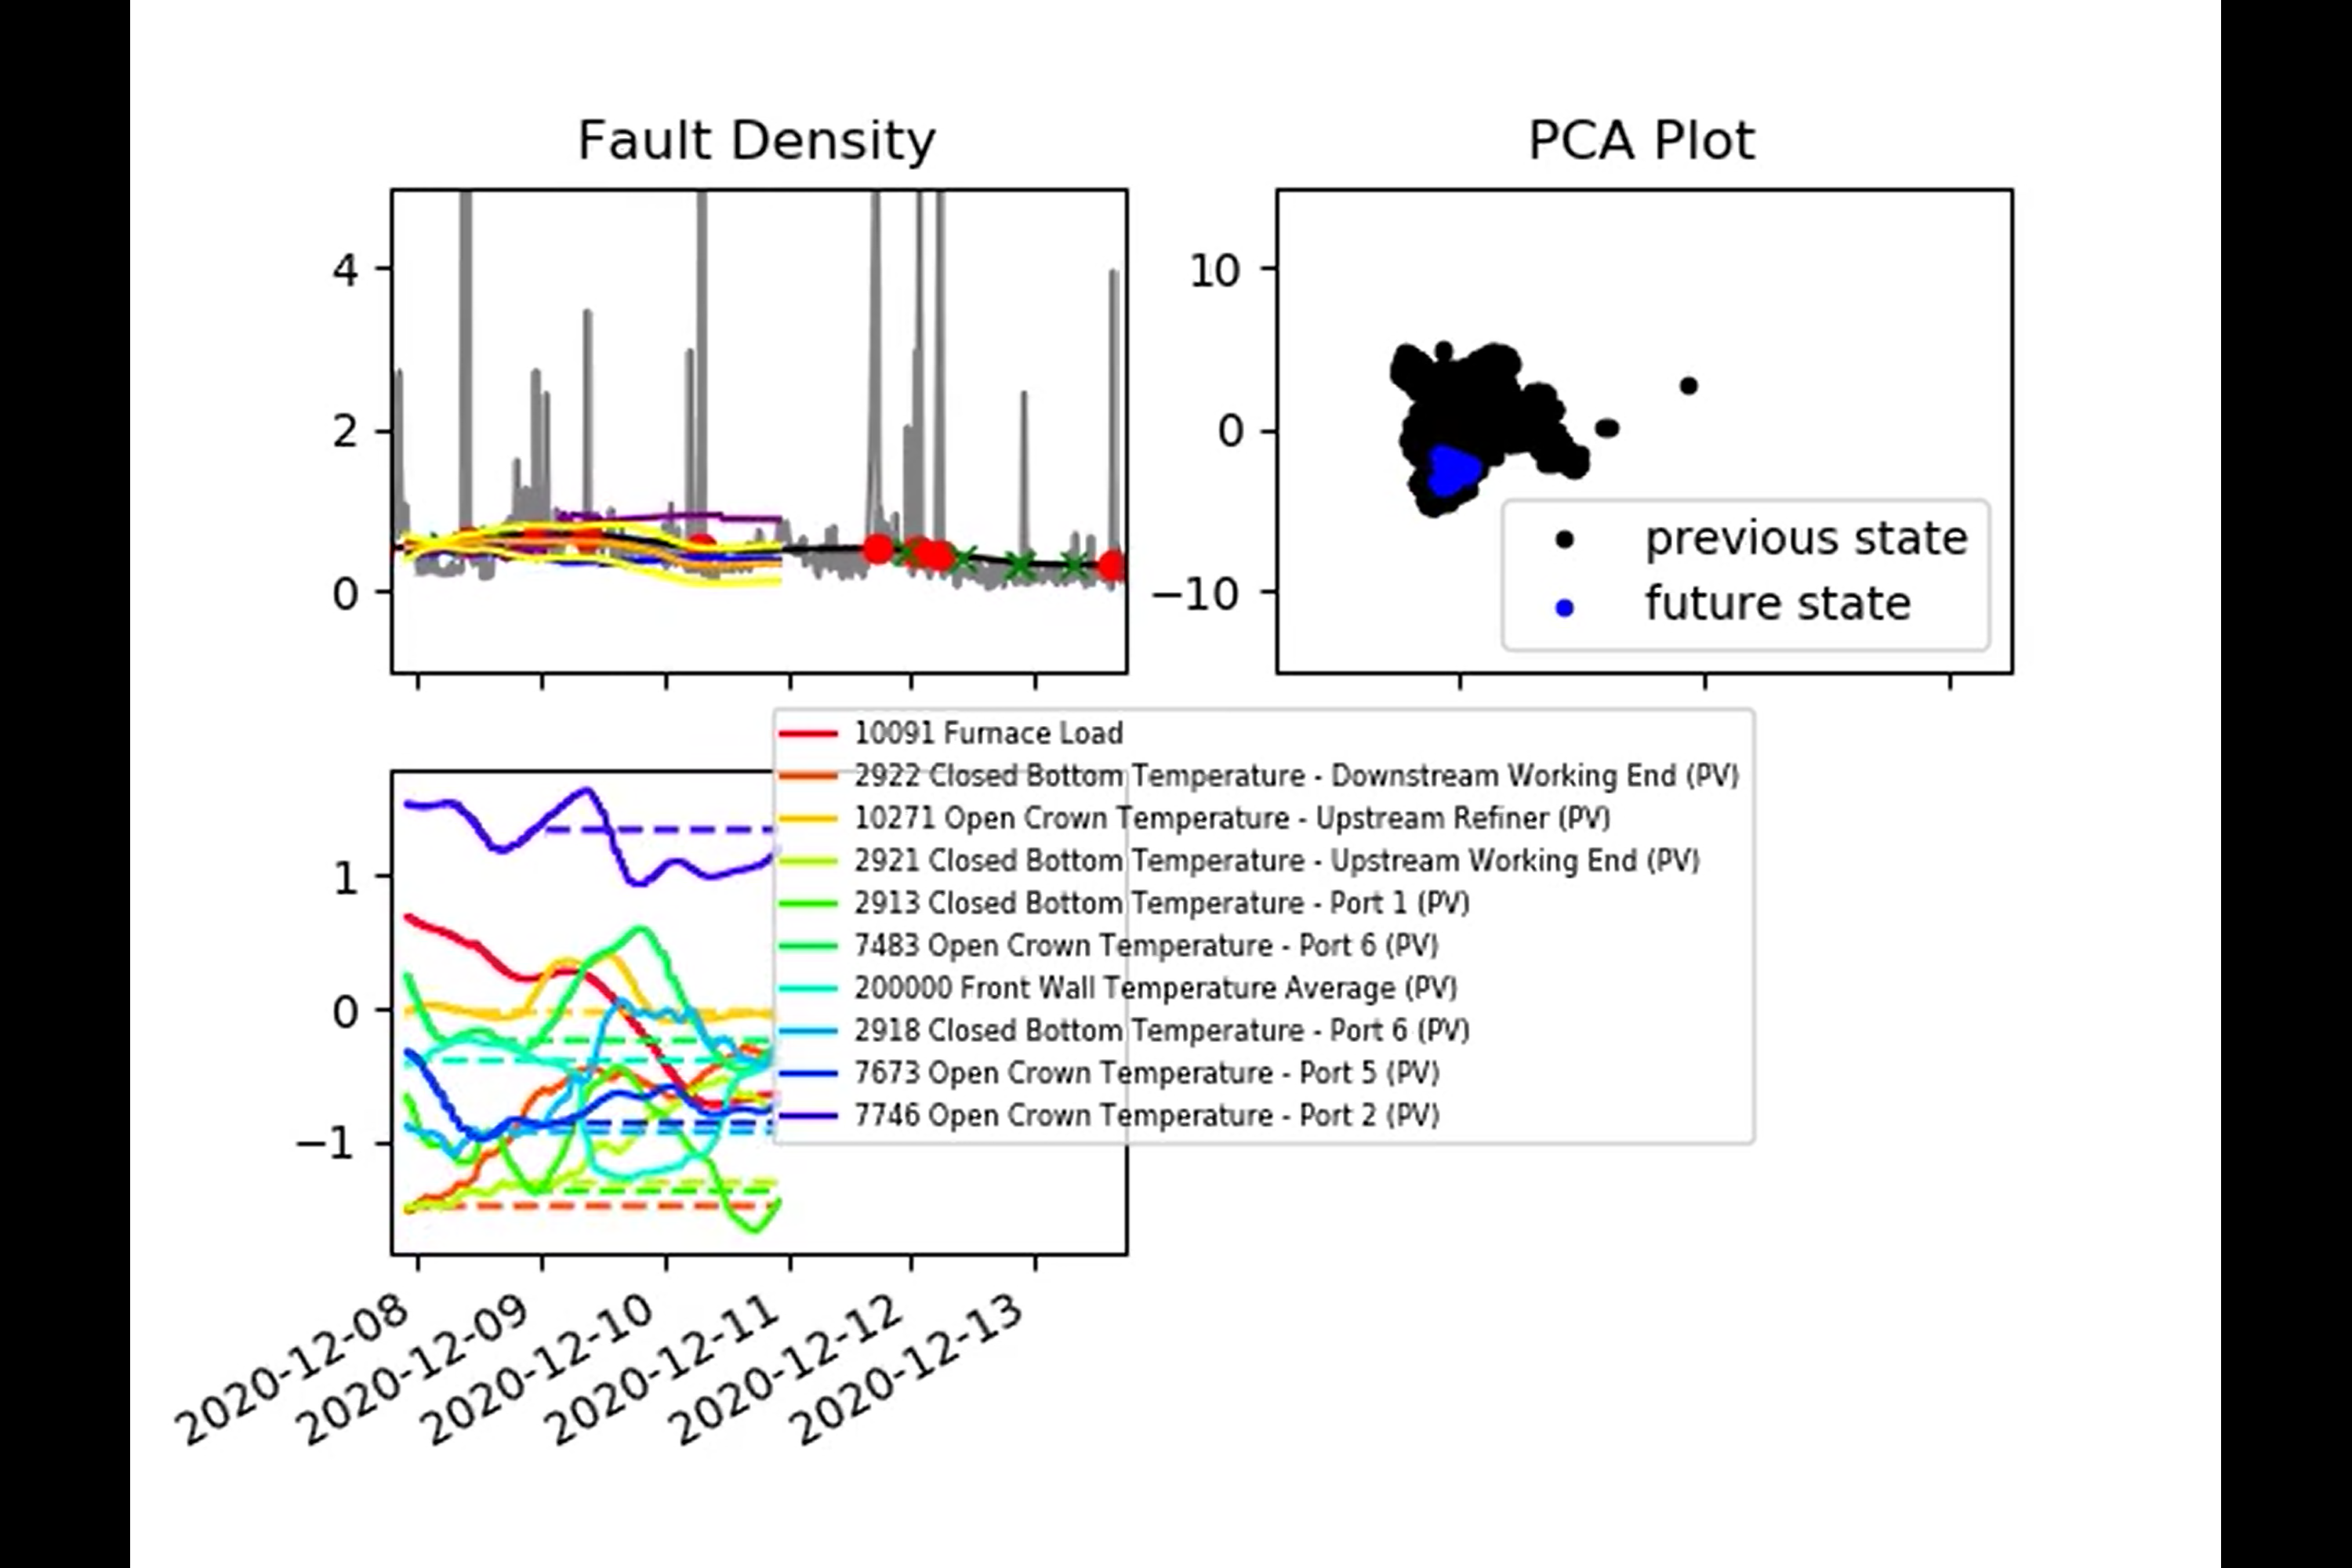 Fault Density
PCA Plot
4
2
0
10
0
−10
previous state
future state
10091 Furnace Load
2922 Closed Bottom Temperature - Downstream Working End (PV)
10271 Open Crown Temperature - Upstream Refiner (PV)
2921 Closed Bottom Temperature - Upstream Working End (PV)
2913 Closed Bottom Temperature - Port 1 (PV)
7483 Open Crown Temperature - Port 6 (PV)
200000 Front Wall Temperature Average (PV)
2918 Closed Bottom Temperature - Port 6 (PV)
7673 Open Crown Temperature - Port 5 (PV)
7746 Open Crown Temperature - Port 2 (PV)
1
0
−1
2020-12-08
2020-12-09
2020-12-10
2020-12-11
2020-12-12
2020-12-13